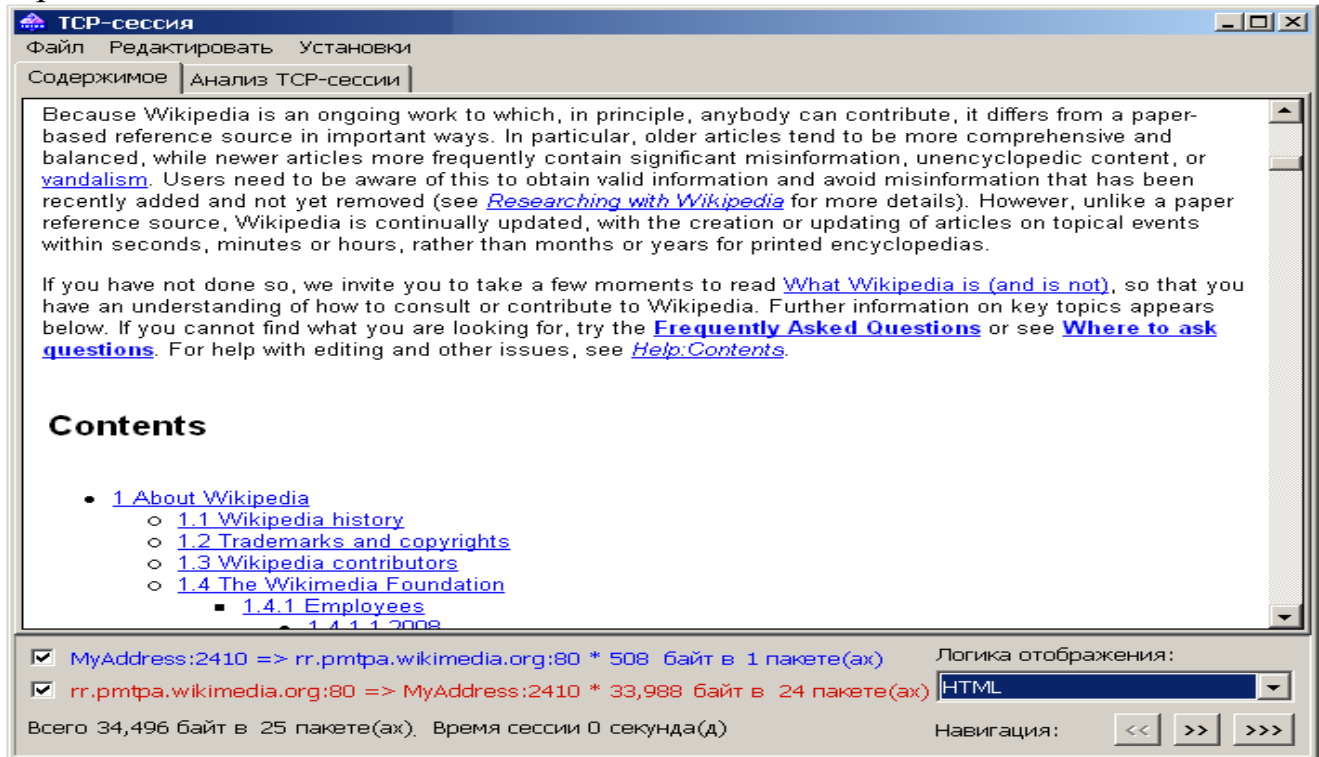 TCP-сессия
Файл Редактировать Установки
Содержимое Анализ TCP-сессии
Because Wikipedia is an ongoing work to which, in principle, anybody can contribute, it differs from a paper-
based reference source in important ways. In particular, older articles tend to be more comprehensive and
balanced, while newer articles more frequently contain significant misinformation, unencyclopedic content, or
vandalism. Users need to be aware of this to obtain valid information and avoid misinformation that has been
recently added and not yet removed (see Researching with Wikipedia for more details). However, unlike a paper
reference source, Wikipedia is continually updated, with the creation or updating of articles on topical events
within seconds, minutes or hours, rather than months or years for printed encyclopedias.
If you have not done so, we invite you to take a few moments to read What Wikipedia is (and is not), so that you
have an understanding of how to consult or contribute to Wikipedia. Further information on key topics appears
below. If you cannot find what you are looking for, try the Frequently Asked Questions or see Where to ask
questions. For help with editing and other issues, see Help:Contents.
Contents
1 About Wikipedia
1.1 Wikipedia history
1.2 Trademarks and copyrights
1.3 Wikipedia contributors
1.4 The Wikimedia Foundation
1.4.1 Employees
1.4.1.1 2008
MyAddress:2410 => rr.pmtpa.wikimedia.org:80 * 508 байт в 1 пакете(ах)
rr.pmtpa.wikimedia.org:80 => MyAddress:2410 * 33,988 байт в 24 пакете(ах)
Всего 34,496 байт в 25 пакете(ах). Время сессии 0 секунда(д)
Логика отображения:
HTML
Навигация: << >> >>>